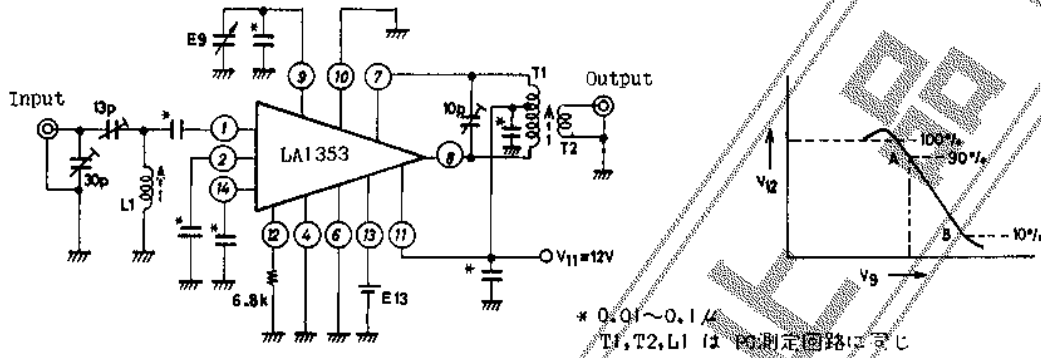 E9
*
9
10
7
T1
Output
Input
13p
*
1
10p
*
T2
LA1353
8
2
30p
L1
14
*
*
12
4
6
13
11
V11=12V
6.8k
E13
*
* 0.01~0.1μ
T1,T2,L1 は PG測定回路に同じ
100%
A
90%
V12
B
10%
V9